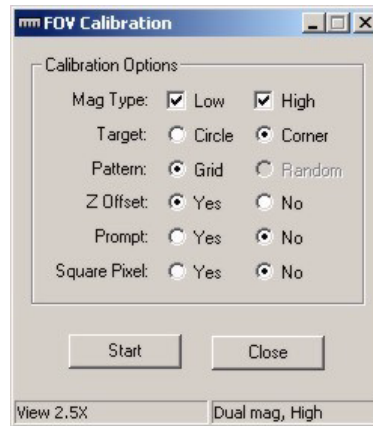 FOV Calibration
Calibration Options
Mag Type: Low High
Target: Circle Corner
Pattern: Grid Random
Z Offset: Yes No
Prompt: Yes No
Square Pixel: Yes No
Start Close
View 2.5X Dual mag, High